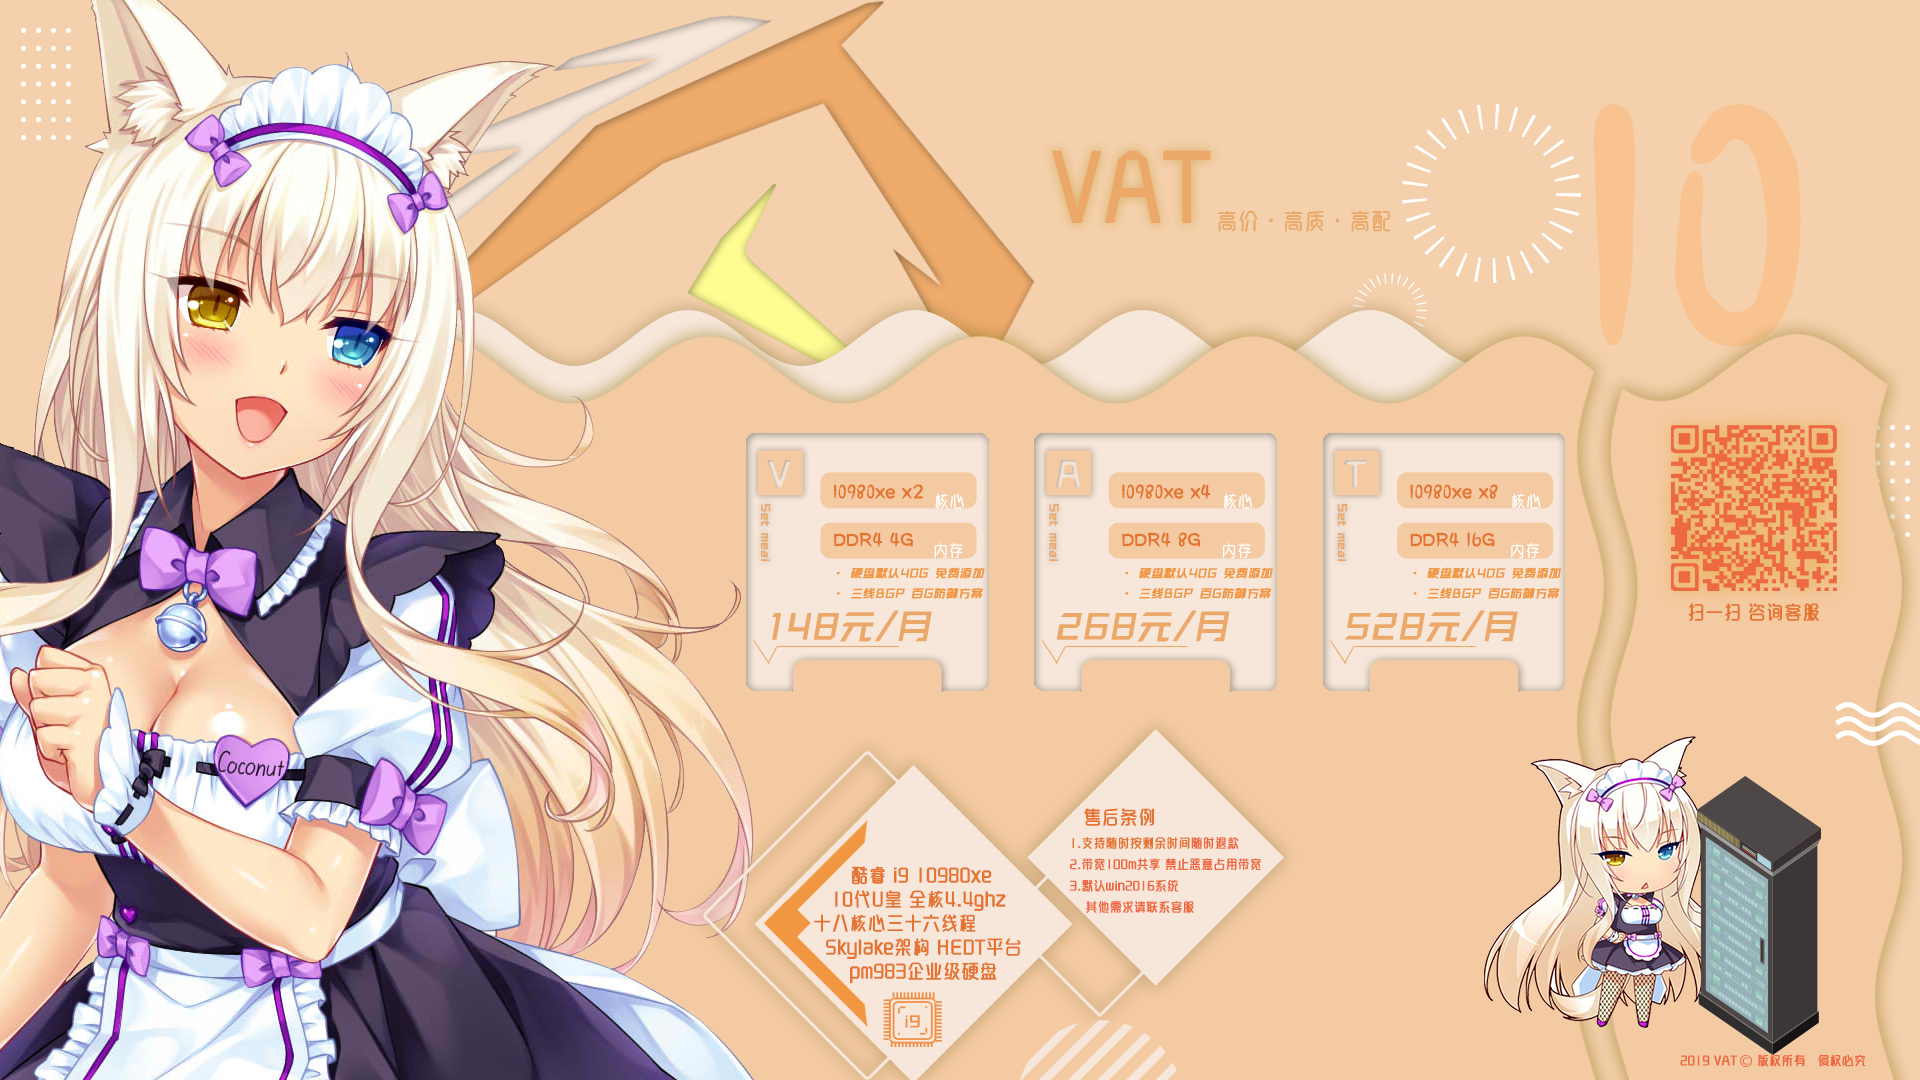 VAT
高价·高质·高配
10
V
Set meal
10980xe x2 核心
DDR4 4G 内存
· 硬盘默认40G 免费添加
· 三线BGP 百G防御方案
148元/月
A
Set meal
10980xe x4 核心
DDR4 8G 内存
· 硬盘默认40G 免费添加
· 三线BGP 百G防御方案
268元/月
T
Set meal
10980xe x8 核心
DDR4 16G 内存
· 硬盘默认40G 免费添加
· 三线BGP 百G防御方案
528元/月
扫一扫 咨询客服
Coconut
酷睿 i9 10980xe
10代U皇 全核4.4ghz
十八核心三十六线程
Skylake架构 HEDT平台
pm983企业级硬盘
i9
售后条例
1.支持随时按剩余时间随时退款
2.带宽100m共享 禁止恶意占用带宽
3.默认win2016系统
其他需求请联系客服
2019 VAT© 版权所有 侵权必究